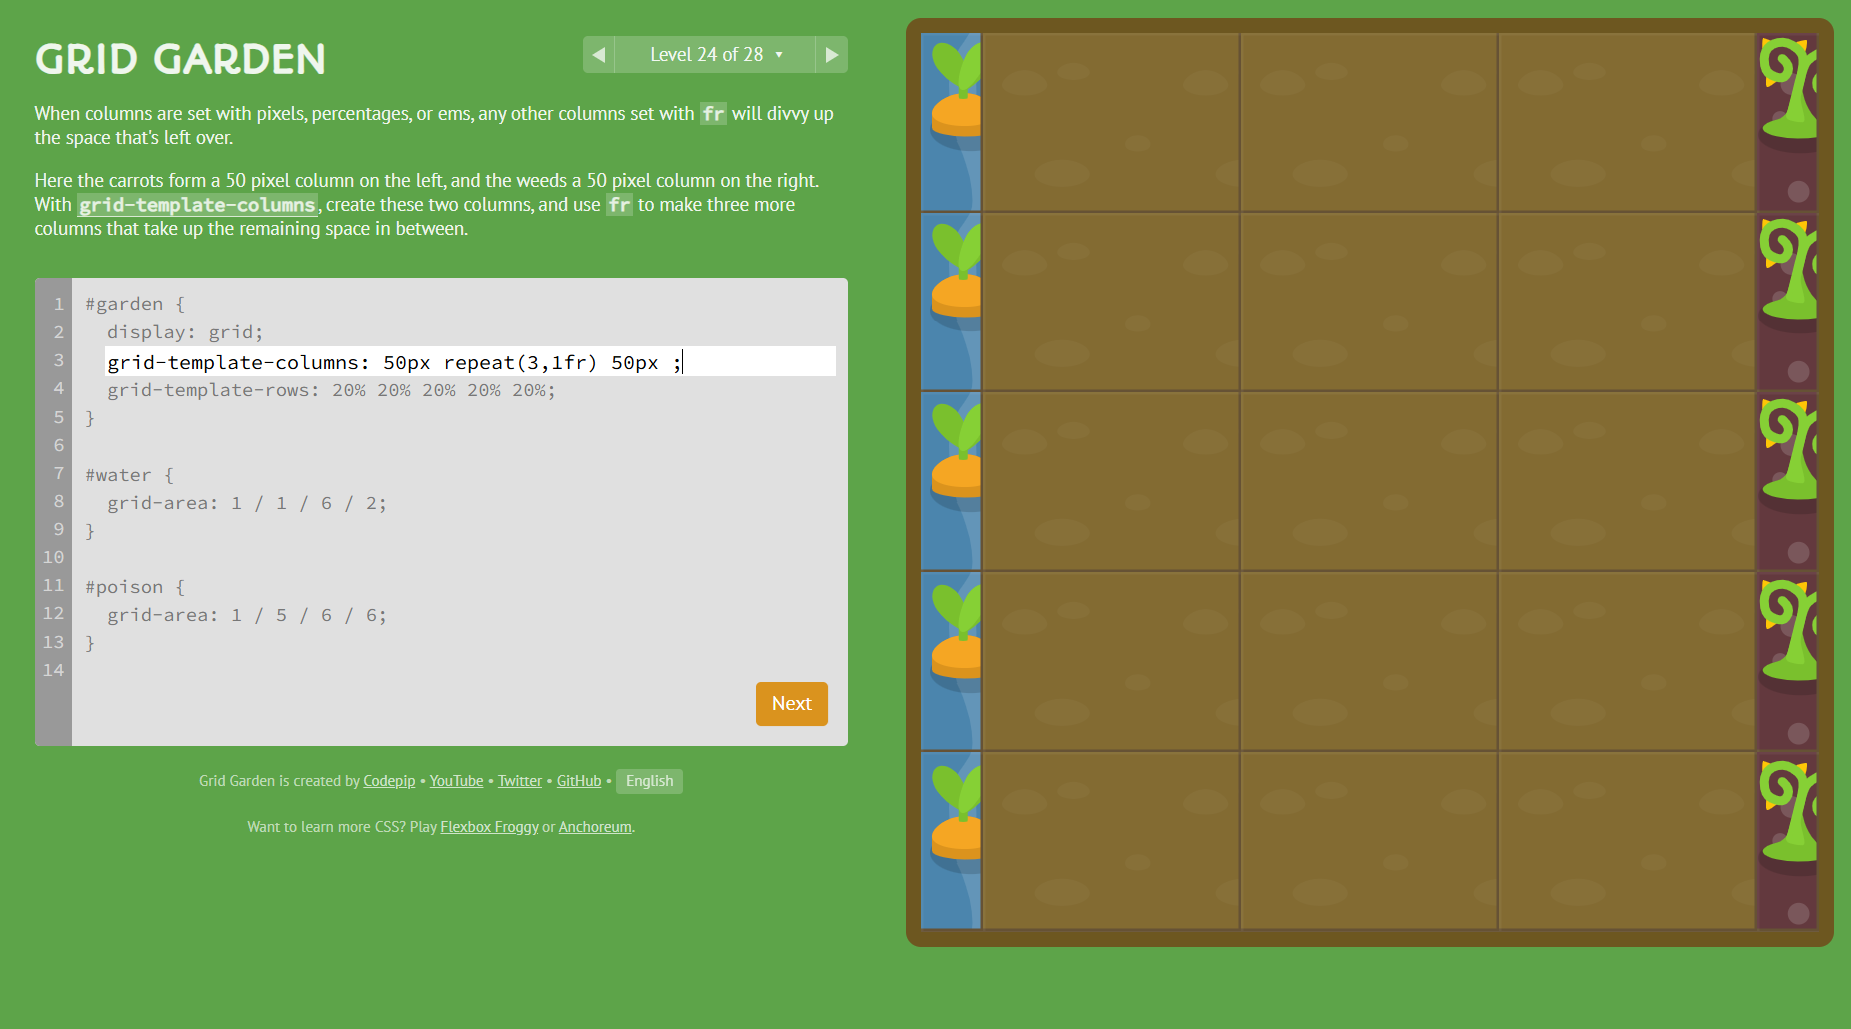 GRID GARDEN
◀ Level 24 of 28 ▼ ▶
When columns are set with pixels, percentages, or ems, any other columns set with fr will divvy up
the space that's left over.
Here the carrots form a 50 pixel column on the left, and the weeds a 50 pixel column on the right.
With grid-template-columns, create these two columns, and use fr to make three more
columns that take up the remaining space in between.
1 #garden {
2   display: grid;
3   grid-template-columns: 50px repeat(3,1fr) 50px ;
4   grid-template-rows: 20% 20% 20% 20% 20%;
5 }
6
7 #water {
8   grid-area: 1 / 1 / 6 / 2;
9 }
10
11 #poison {
12   grid-area: 1 / 5 / 6 / 6;
13 }
14
Next
Grid Garden is created by Codepip • YouTube • Twitter • GitHub • English
Want to learn more CSS? Play Flexbox Froggy or Anchoreum.